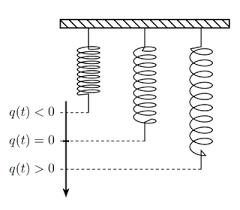 q(t) < 0
q(t) = 0
q(t) > 0